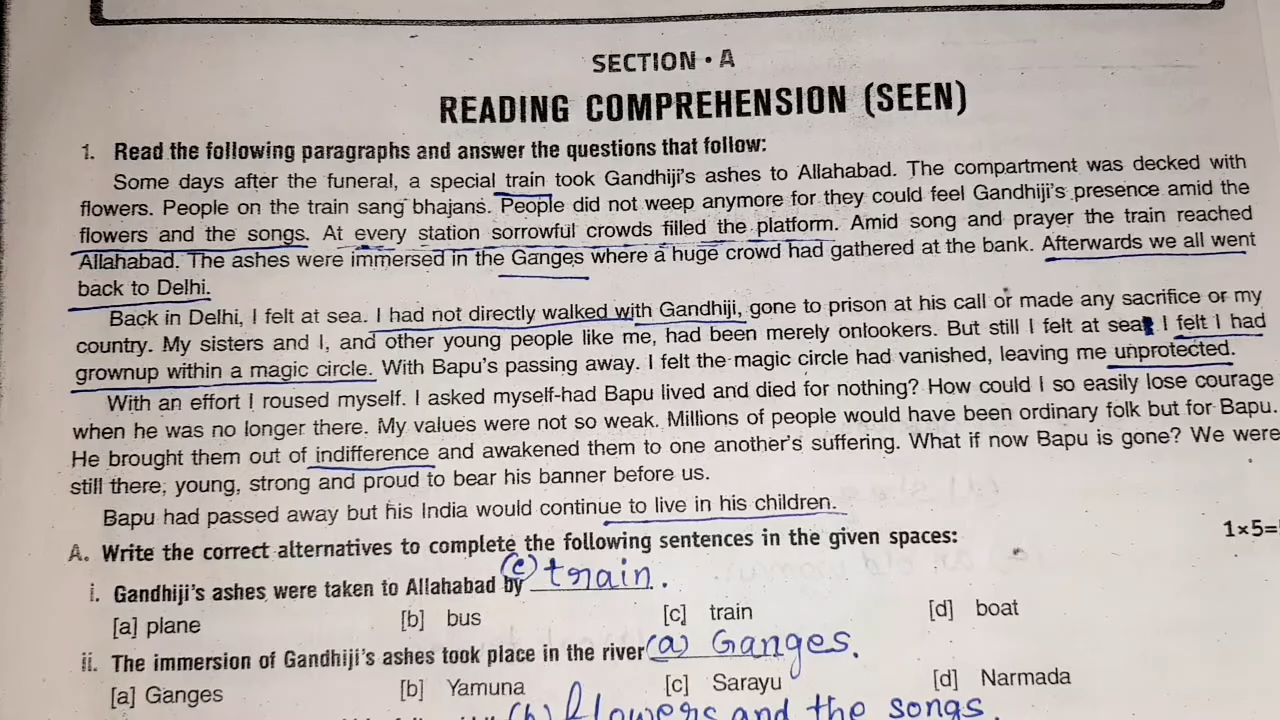 SECTION • A
READING COMPREHENSION (SEEN)
1. Read the following paragraphs and answer the questions that follow:
Some days after the funeral, a special train took Gandhiji's ashes to Allahabad. The compartment was decked with
flowers. People on the train sang bhajans. People did not weep anymore for they could feel Gandhiji's presence amid the
flowers and the songs. At every station sorrowful crowds filled the platform. Amid song and prayer the train reached
Allahabad. The ashes were immersed in the Ganges where a huge crowd had gathered at the bank. Afterwards we all went
back to Delhi.
Back in Delhi, I felt at sea. I had not directly walked with Gandhiji, gone to prison at his call or made any sacrifice or my
country. My sisters and I, and other young people like me, had been merely onlookers. But still I felt at sea. I felt I had
grownup within a magic circle. With Bapu's passing away. I felt the magic circle had vanished, leaving me unprotected.
With an effort I roused myself. I asked myself-had Bapu lived and died for nothing? How could I so easily lose courage
when he was no longer there. My values were not so weak. Millions of people would have been ordinary folk but for Bapu.
He brought them out of indifference and awakened them to one another's suffering. What if now Bapu is gone? We were
still there, young, strong and proud to bear his banner before us.
Bapu had passed away but his India would continue to live in his children.
A. Write the correct alternatives to complete the following sentences in the given spaces: 1×5=
i. Gandhiji's ashes were taken to Allahabad by (c) train.
[a] plane [b] bus [c] train [d] boat
ii. The immersion of Gandhiji's ashes took place in the river (a) Ganges.
[a] Ganges [b] Yamuna [c] Sarayu [d] Narmada
(b) flowers and the songs.